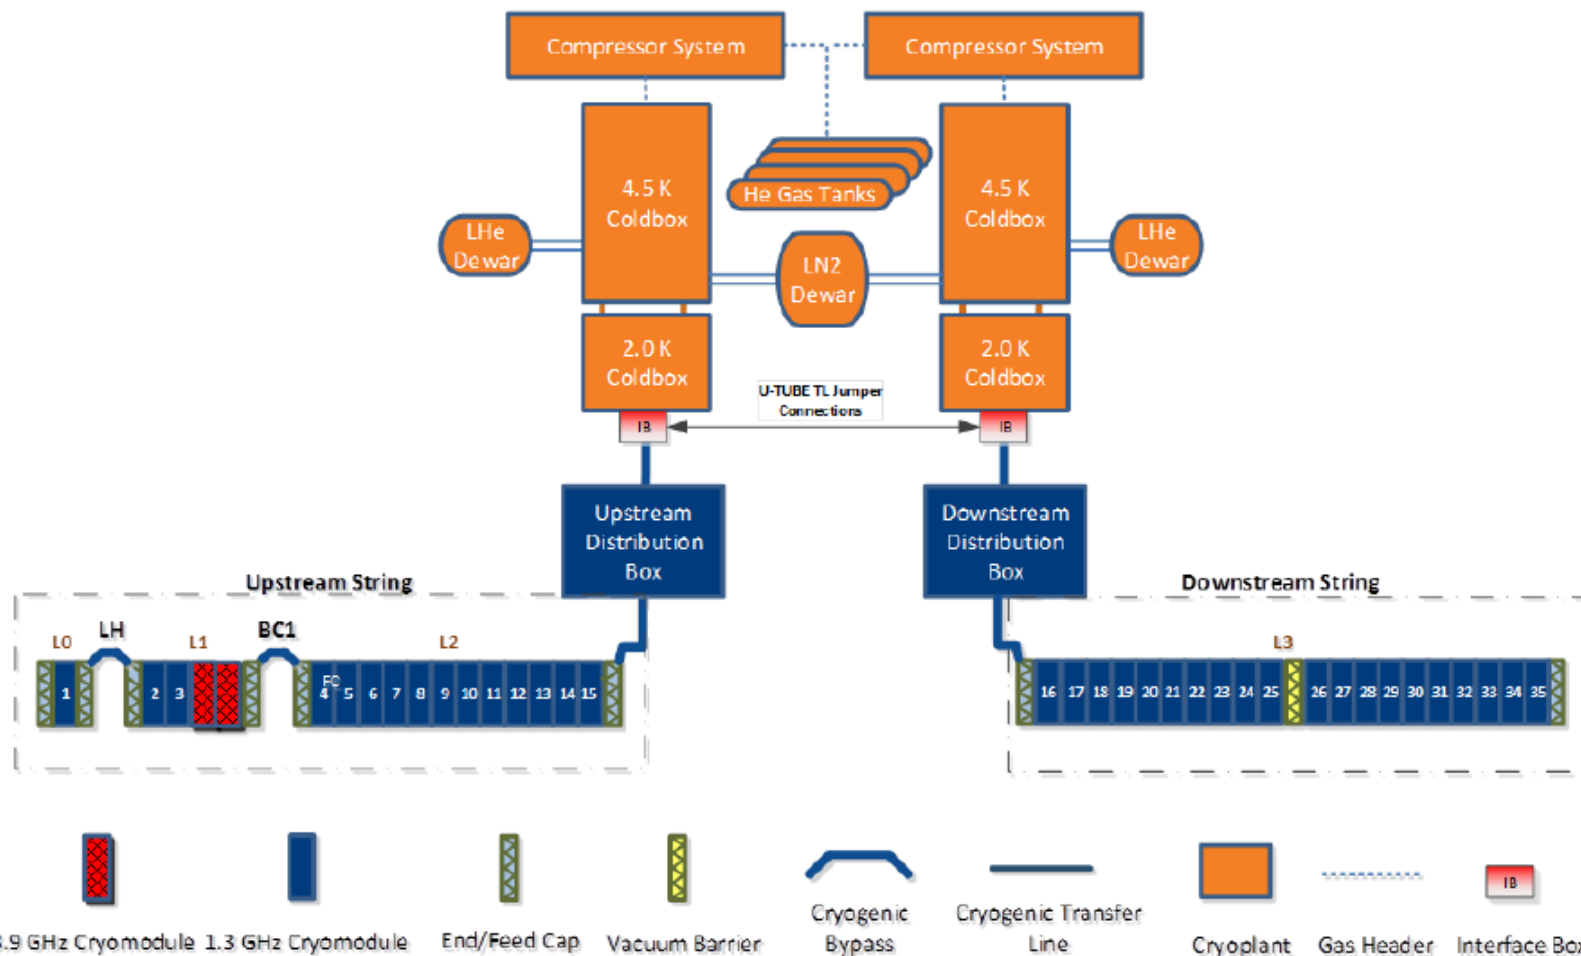 Compressor System
Compressor System
4.5 K
Coldbox
He Gas Tanks
4.5 K
Coldbox
LHe
Dewar
LN2
Dewar
LHe
Dewar
2.0 K
Coldbox
2.0 K
Coldbox
U-TUBE TL Jumper
Connections
IB
IB
Upstream
Distribution
Box
Downstream
Distribution
Box
Upstream String
Downstream String
L0
LH
L1
BC1
L2
L3
1
2 3
FC
4 5 6 7 8 9 10 11 12 13 14 15
16 17 18 19 20 21 22 23 24 25
26 27 28 29 30 31 32 33 34 35
IB
.9 GHz Cryomodule
1.3 GHz Cryomodule
End/Feed Cap
Vacuum Barrier
Cryogenic
Bypass
Cryogenic Transfer
Line
Cryoplant
Gas Header
Interface Box